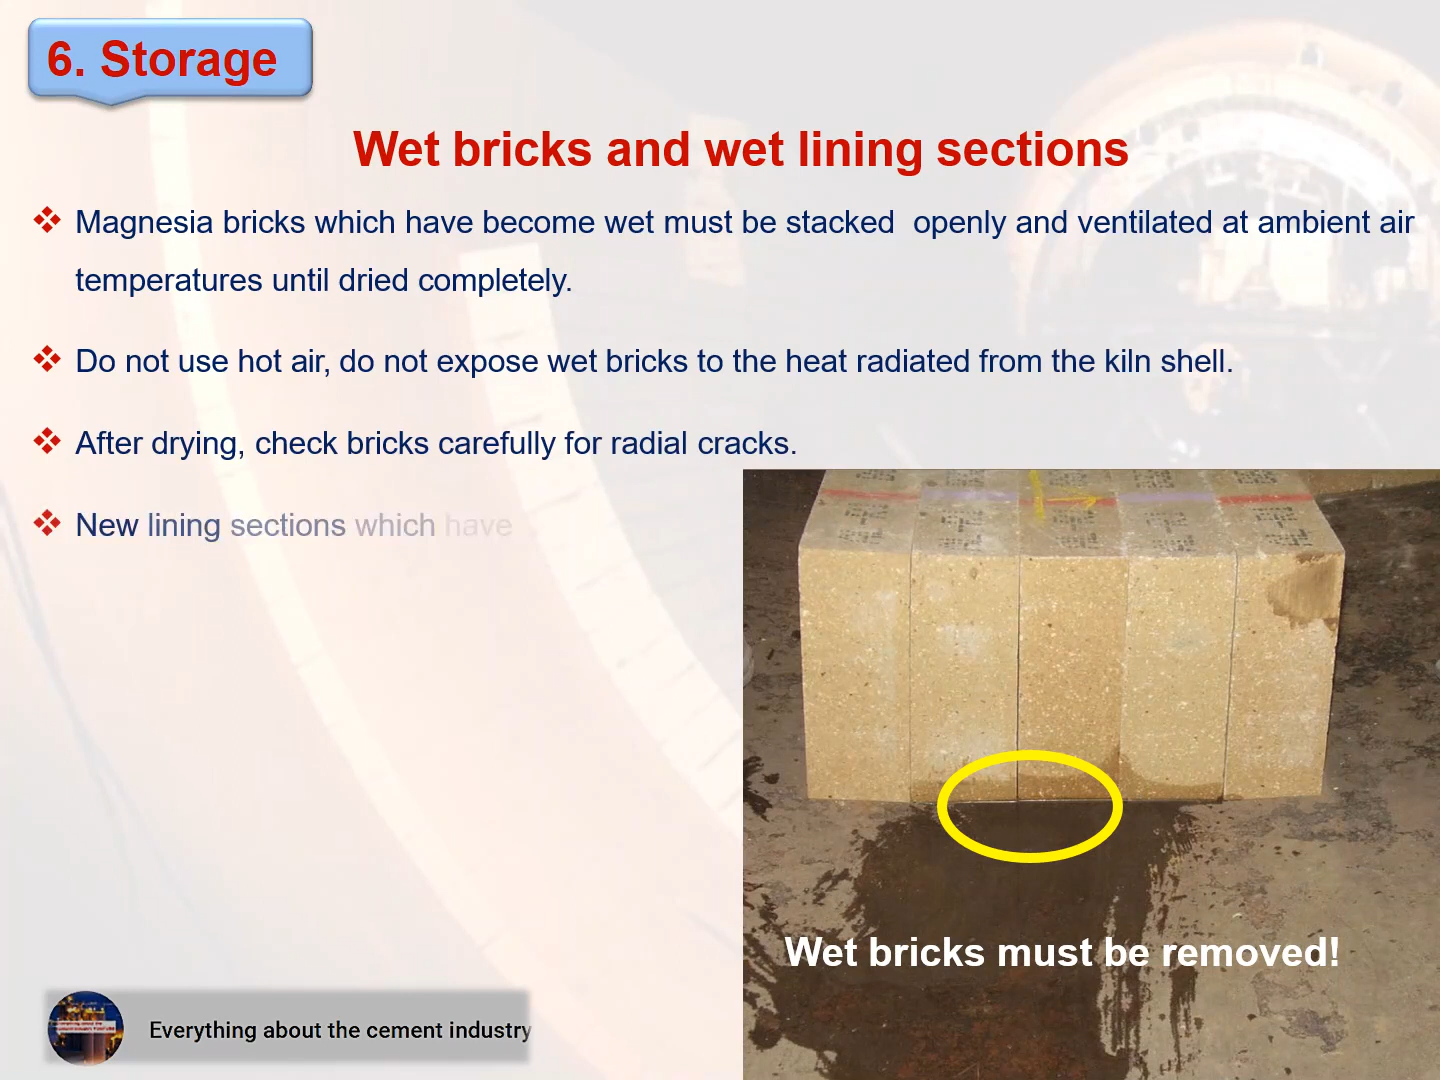 6. Storage
Wet bricks and wet lining sections
Magnesia bricks which have become wet must be stacked openly and ventilated at ambient air
temperatures until dried completely.
Do not use hot air, do not expose wet bricks to the heat radiated from the kiln shell.
After drying, check bricks carefully for radial cracks.
New lining sections which have
Wet bricks must be removed!
Everything about the cement industry